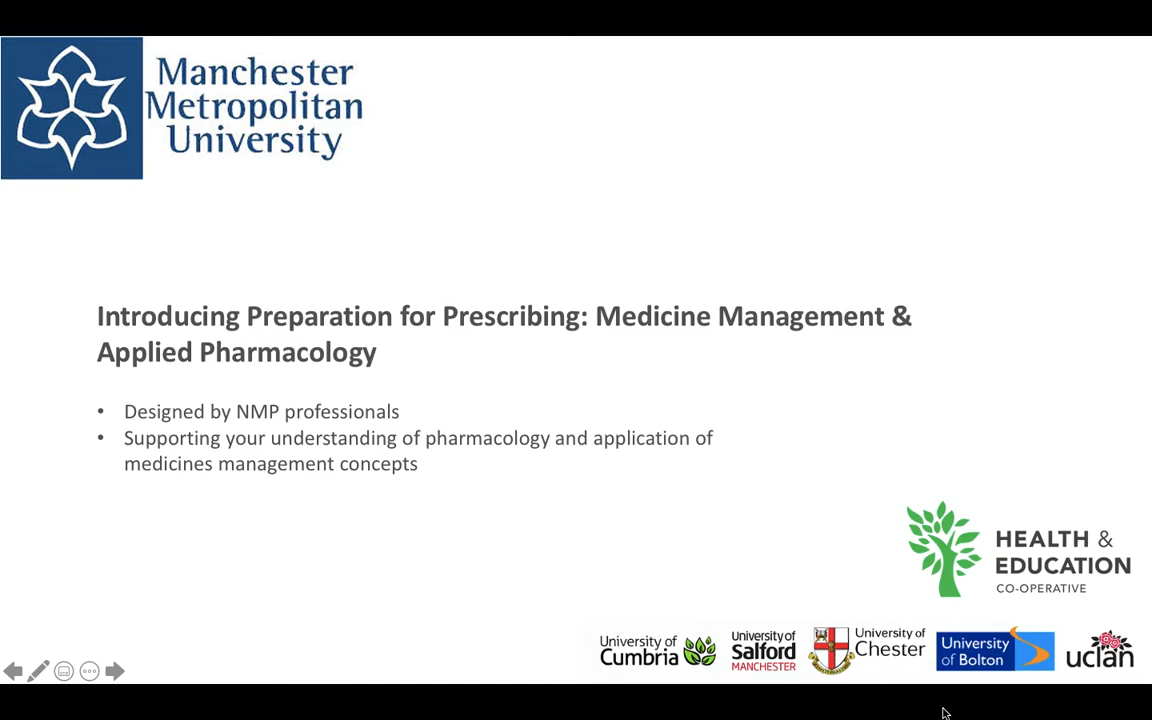 Manchester
Metropolitan
University
Introducing Preparation for Prescribing: Medicine Management &
Applied Pharmacology
• Designed by NMP professionals
• Supporting your understanding of pharmacology and application of
medicines management concepts
HEALTH &
EDUCATION
CO-OPERATIVE
University of
Cumbria
University of
Salford
MANCHESTER
University of
Chester
University
of Bolton
uclan